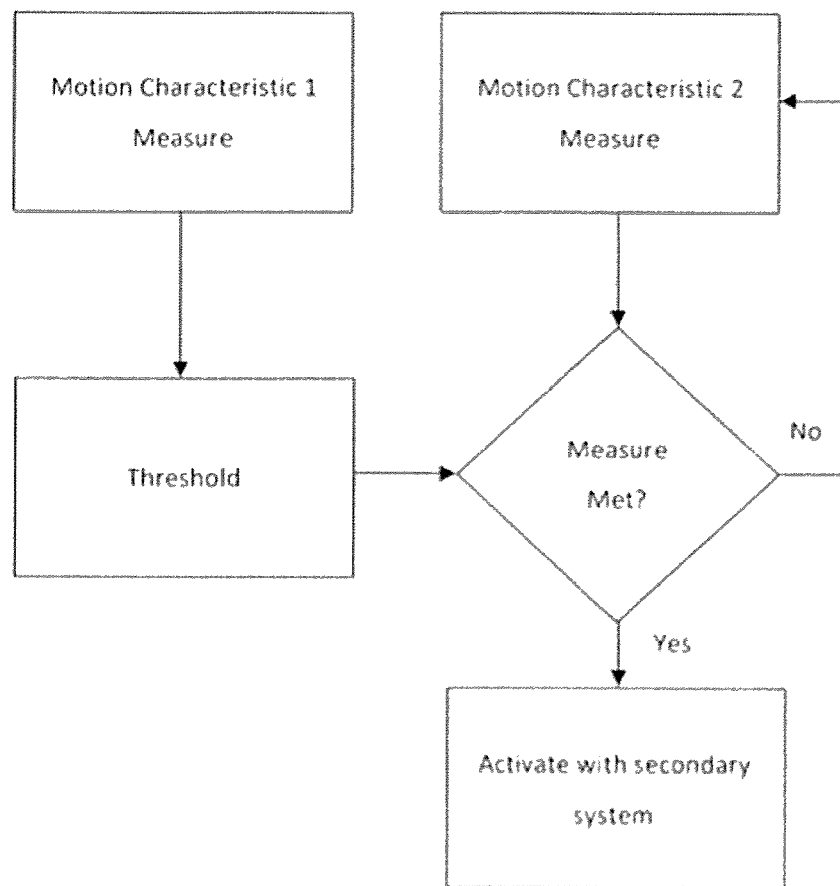 Motion Characteristic 1
Measure
Motion Characteristic 2
Measure
Threshold
Measure
Met?
No
Yes
Activate with secondary
system